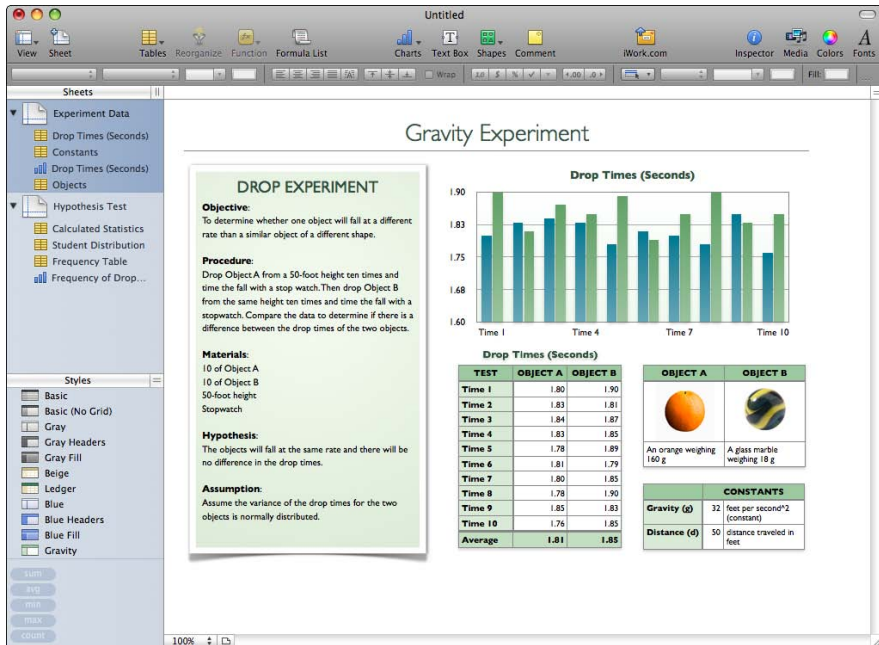 Untitled
View Sheet Tables Reorganize Function Formula List Charts Text Box Shapes Comment iWork.com Inspector Media Colors Fonts
Wrap 1.0 $ % ✓ +.00 .0 Fill:
Sheets
Experiment Data
Drop Times (Seconds)
Constants
Drop Times (Seconds)
Objects
Hypothesis Test
Calculated Statistics
Student Distribution
Frequency Table
Frequency of Drop...
Styles
Basic
Basic (No Grid)
Gray
Gray Headers
Gray Fill
Beige
Ledger
Blue
Blue Headers
Blue Fill
Gravity
sum
avg
min
max
count
Gravity Experiment
DROP EXPERIMENT
Objective:
To determine whether one object will fall at a different
rate than a similar object of a different shape.
Procedure:
Drop Object A from a 50-foot height ten times and
time the fall with a stop watch. Then drop Object B
from the same height ten times and time the fall with a
stopwatch. Compare the data to determine if there is a
difference between the drop times of the two objects.
Materials:
10 of Object A
10 of Object B
50-foot height
Stopwatch
Hypothesis:
The objects will fall at the same rate and there will be
no difference in the drop times.
Assumption:
Assume the variance of the drop times for the two
objects is normally distributed.
Drop Times (Seconds)
1.90
1.83
1.75
1.68
1.60
Time 1 Time 4 Time 7 Time 10
Drop Times (Seconds)
TEST OBJECT A OBJECT B
Time 1 1.80 1.90
Time 2 1.83 1.81
Time 3 1.84 1.87
Time 4 1.83 1.85
Time 5 1.78 1.89
Time 6 1.81 1.79
Time 7 1.80 1.85
Time 8 1.78 1.90
Time 9 1.85 1.83
Time 10 1.76 1.85
Average 1.81 1.85
OBJECT A OBJECT B
An orange weighing
160 g
A glass marble
weighing 18 g
CONSTANTS
Gravity (g) 32 feet per second^2
(constant)
Distance (d) 50 distance traveled in
feet
100%